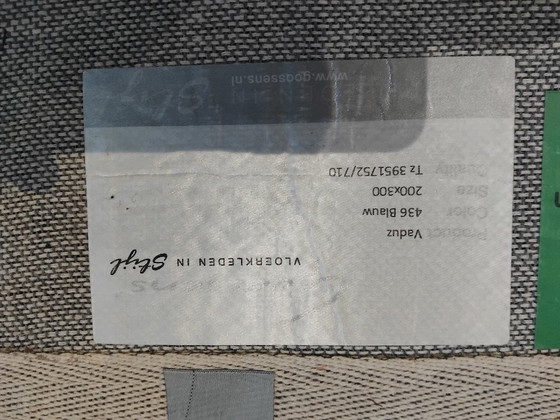 VLOERKLEDEN IN Stijl
Product Vaduz
Color 436 Blauw
Size 200x300
Quality Tz 3951752/710
www.goossens.nl